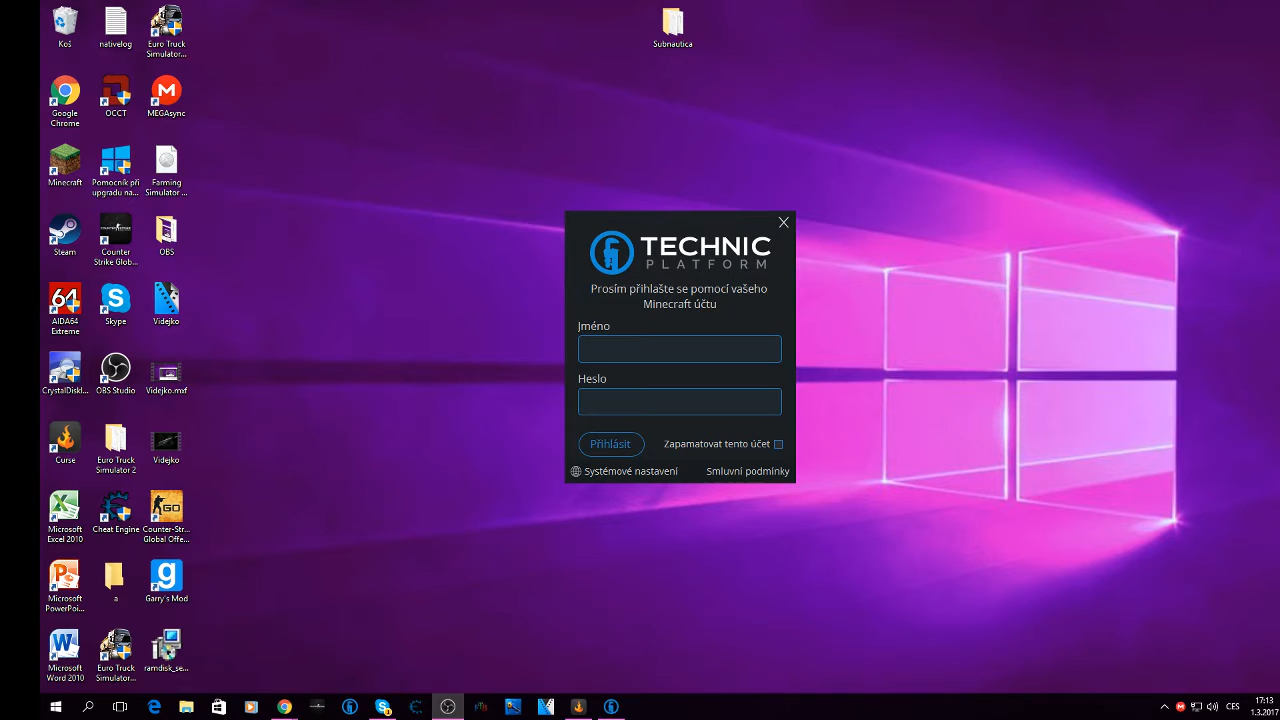 Koš
nativelog
Euro Truck
Simulator...
Subnautica
Google
Chrome
OCCT
MEGAsync
Minecraft
Pomocník při
upgradu na...
Farming
Simulator ...
Steam
Counter
Strike Glob...
OBS
AIDA64
Extreme
Skype
Videjko
CrystalDiskI...
OBS Studio
Videjko.mxf
Curse
Euro Truck
Simulator 2
Videjko
Microsoft
Excel 2010
Cheat Engine
Counter-Str...
Global Offe...
Microsoft
PowerPoi...
a
Garry's Mod
Microsoft
Word 2010
Euro Truck
Simulator...
ramdisk_se...
TECHNIC
PLATFORM
Prosím přihlašte se pomocí vašeho
Minecraft účtu
Jméno
Heslo
Přihlásit
Zapamatovat tento účet
Systémové nastavení
Smluvní podmínky
CES
17:13
1.3.2017